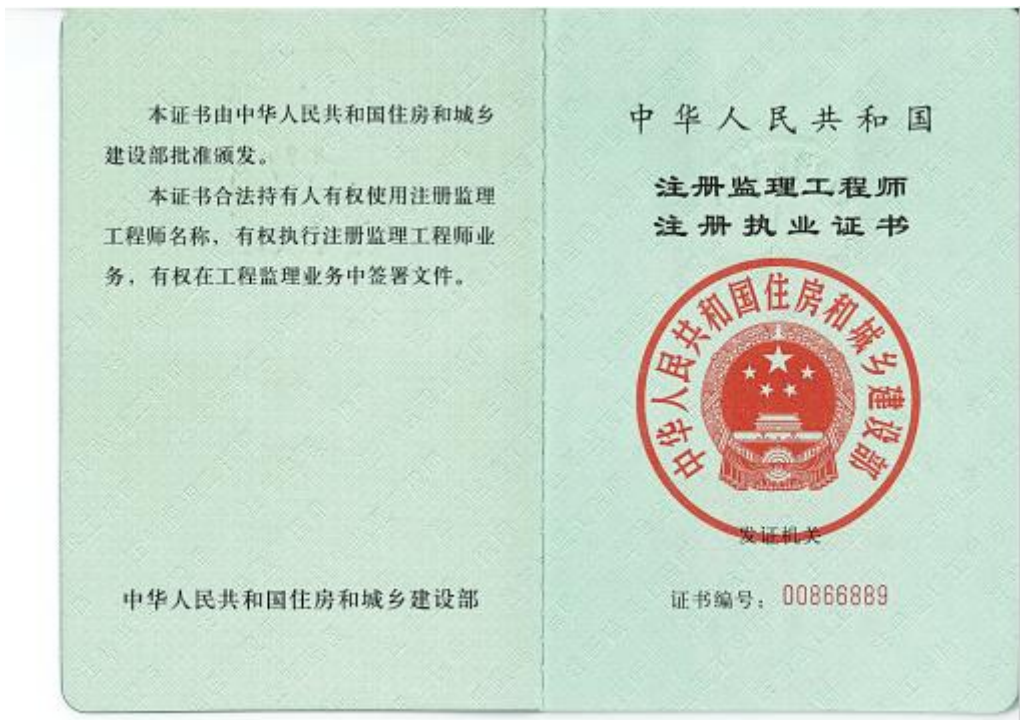 本证书由中华人民共和国住房和城乡
建设部批准颁发。
本证书合法持有人有权使用注册监理
工程师名称、有权执行注册监理工程师业
务，有权在工程监理业务中签署文件。
中华人民共和国住房和城乡建设部
中华人民共和国
注册监理工程师
注册执业证书
中华人民共和国住房和城乡建设部
发证机关
证书编号：00866889